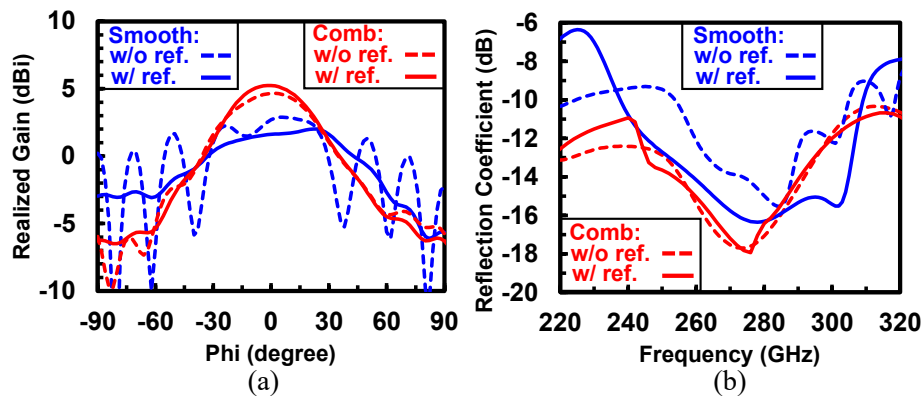 Smooth:
w/o ref.
w/ ref.
Comb:
w/o ref.
w/ ref.
10
5
0
-5
-10
-90
-60
-30
0
30
60
90
Realized Gain (dBi)
Phi (degree)
(a)
Smooth:
w/o ref.
w/ ref.
Comb:
w/o ref.
w/ ref.
-6
-8
-10
-12
-14
-16
-18
-20
220
240
260
280
300
320
Reflection Coefficient (dB)
Frequency (GHz)
(b)